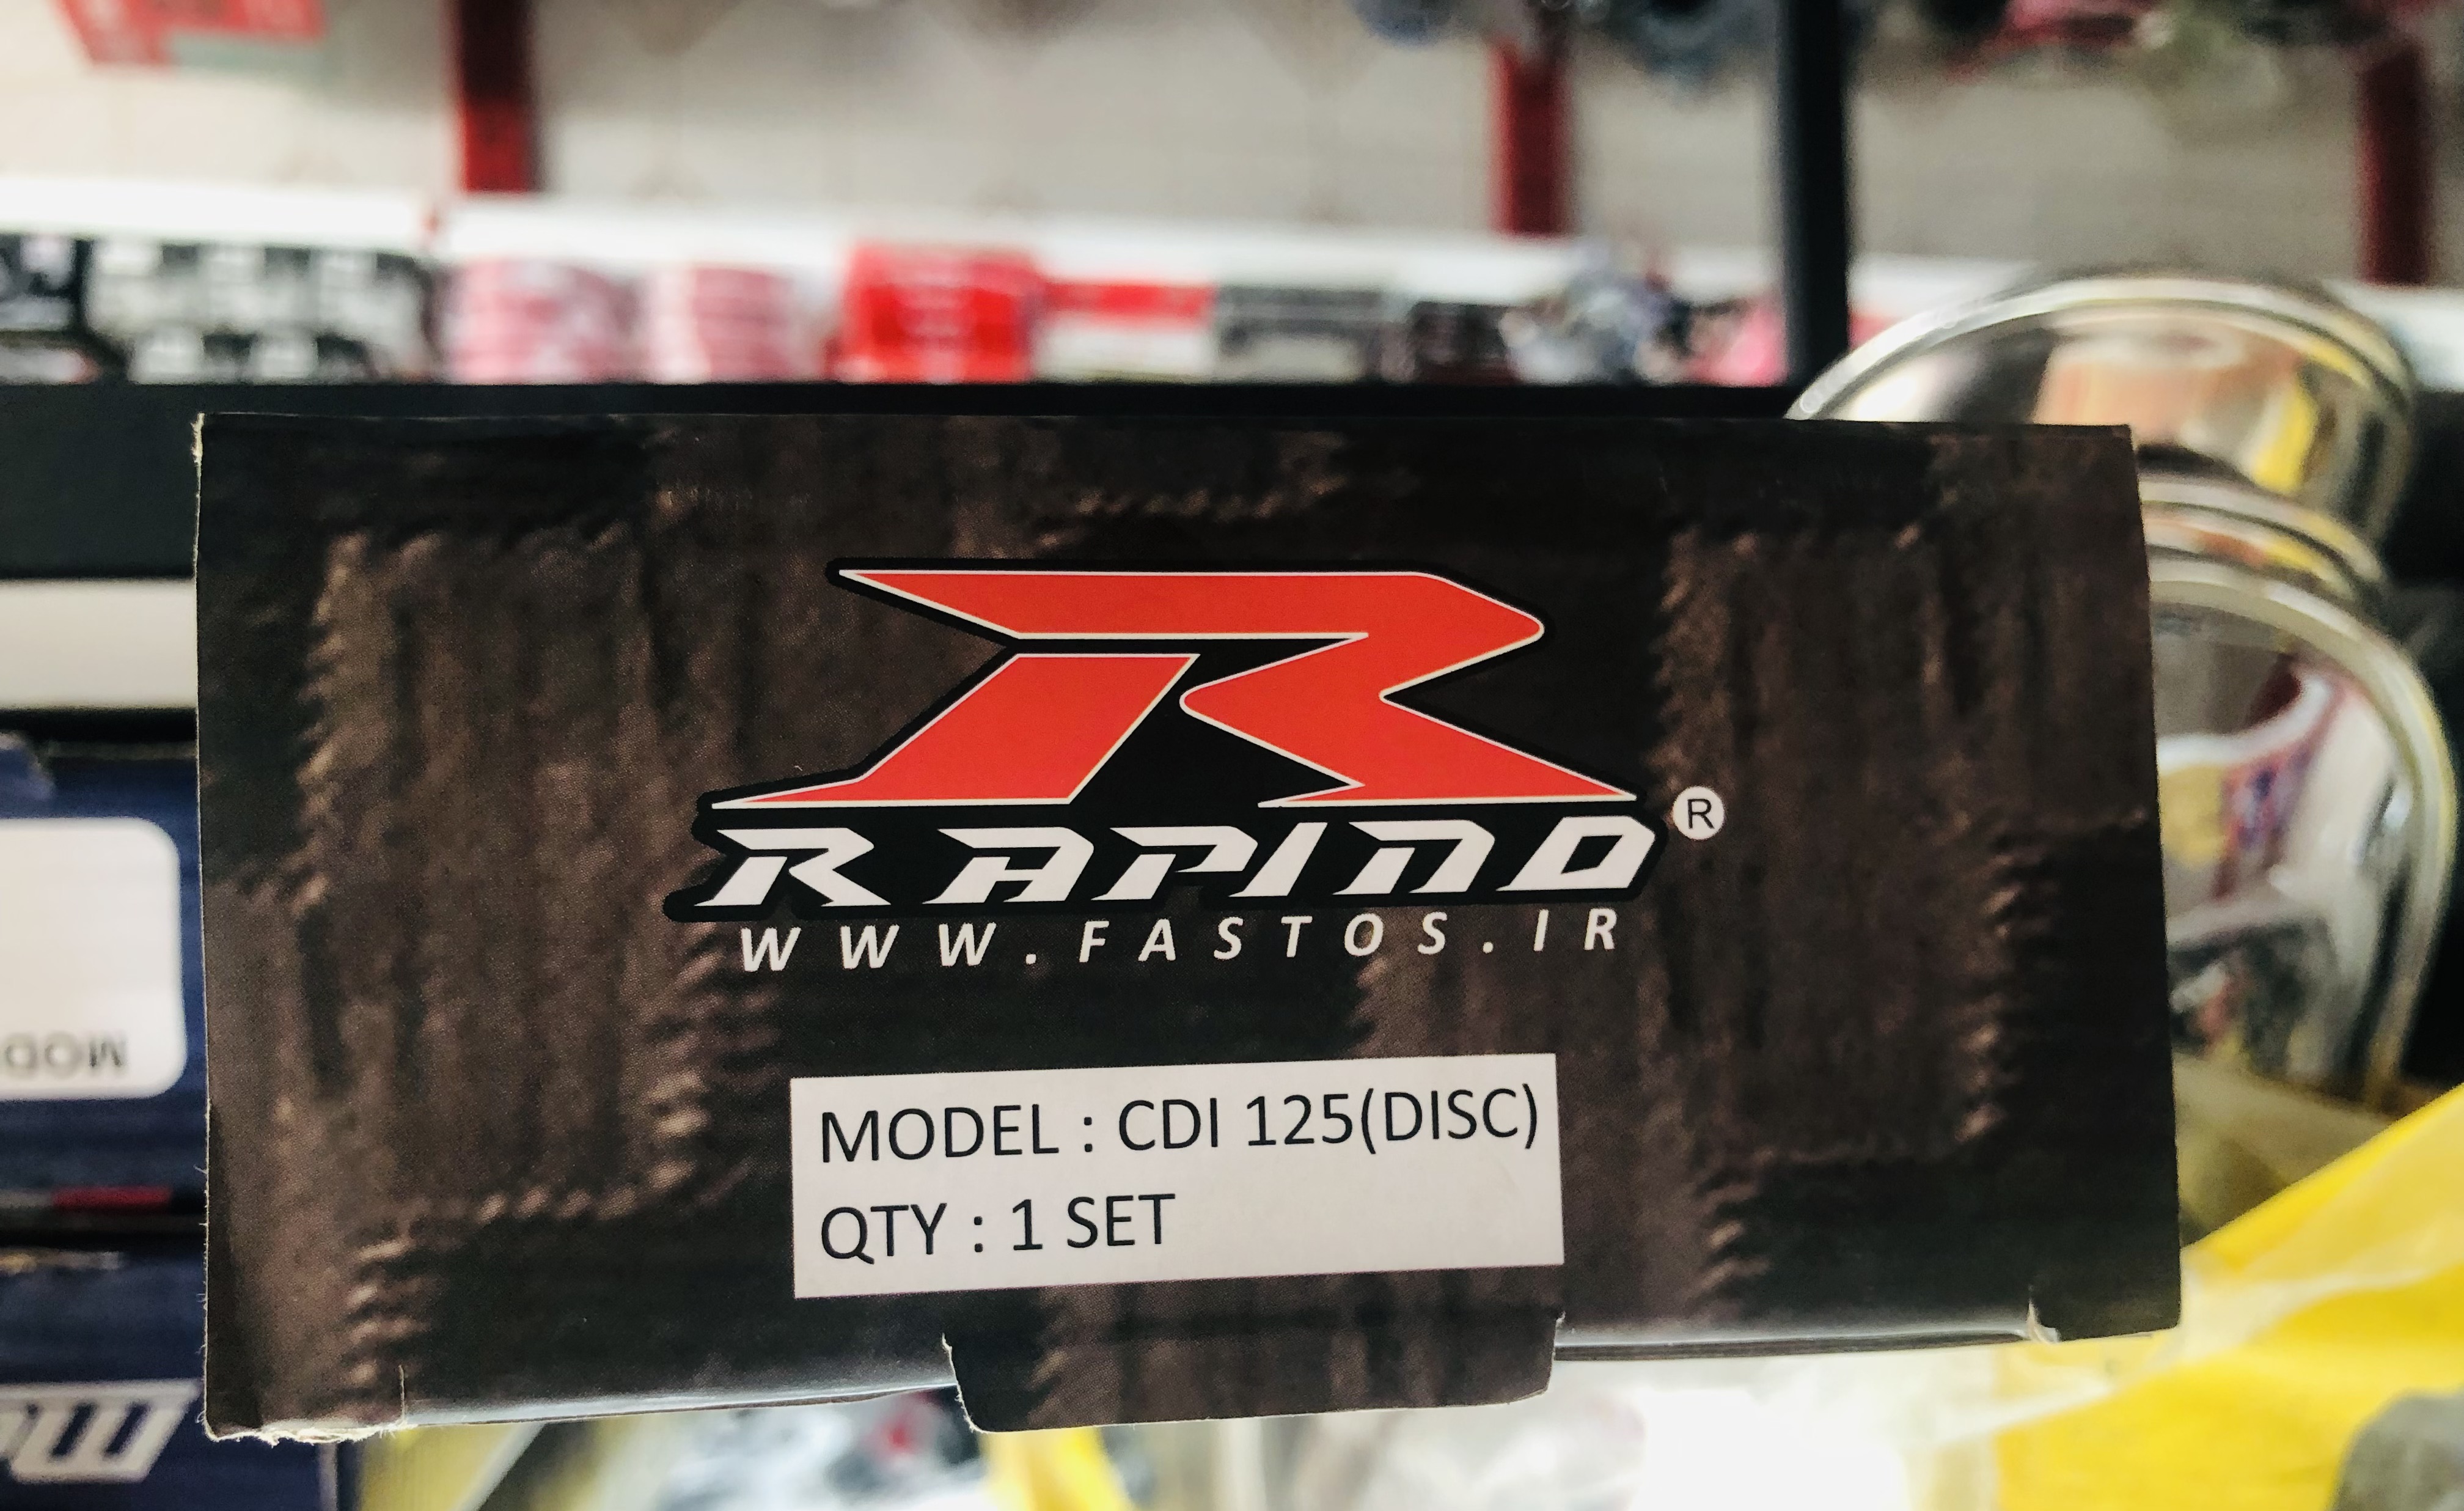 RAPIDO®
WWW.FASTOS.IR
MODEL : CDI 125(DISC)
QTY : 1 SET